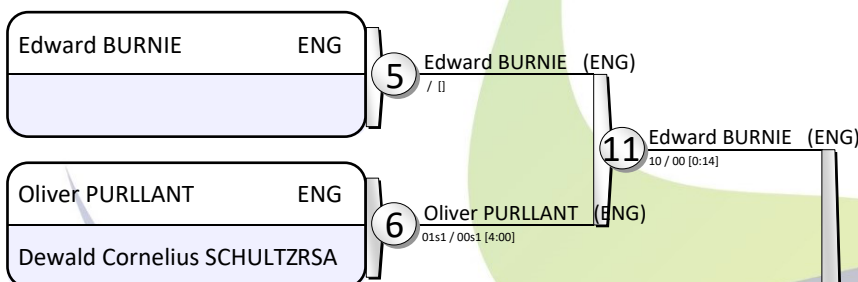 Edward BURNIE ENG
5
Edward BURNIE (ENG)
/ []
11
Edward BURNIE (ENG)
10 / 00 [0:14]
Oliver PURLLANT ENG
6
Oliver PURLLANT (ENG)
01s1 / 00s1 [4:00]
Dewald Cornelius SCHULTZRSA